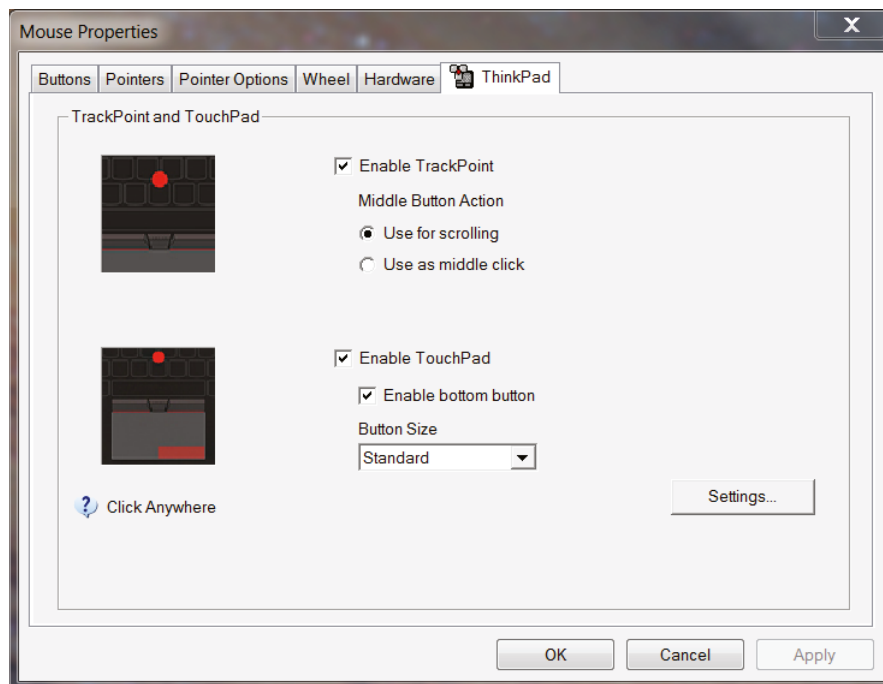 Mouse Properties
X
Buttons Pointers Pointer Options Wheel Hardware ThinkPad
TrackPoint and TouchPad
Enable TrackPoint
Middle Button Action
Use for scrolling
Use as middle click
Enable TouchPad
Enable bottom button
Button Size
Standard
Settings...
? Click Anywhere
OK Cancel Apply